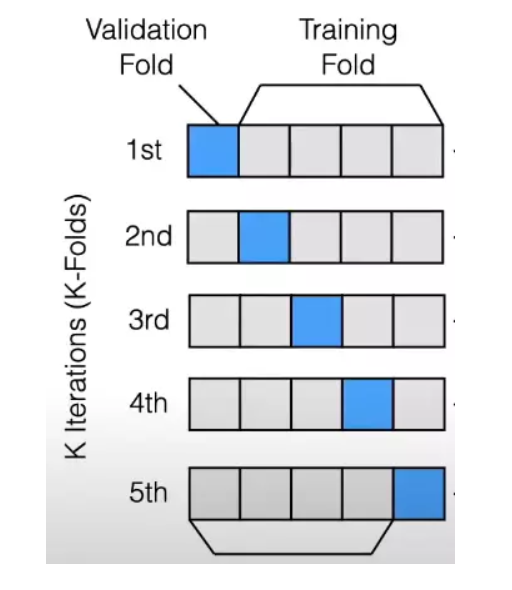 Validation
Fold
Training
Fold
1st
2nd
3rd
4th
5th
K Iterations (K-Folds)